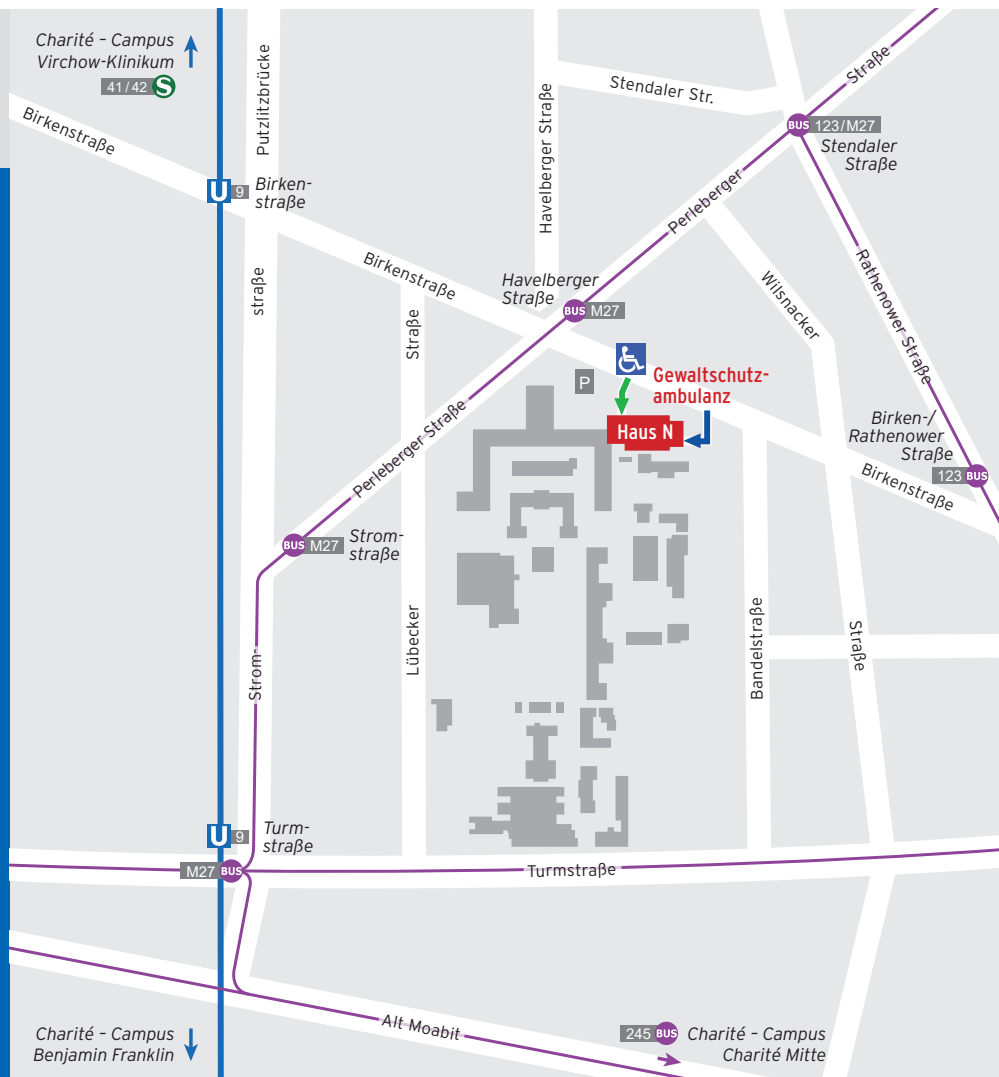 Charité – Campus
Virchow-Klinikum
41/42 S
Putzlitzbrücke
Birkenstraße
U 9
Birken-
straße
straße
Havelberger Straße
Stendaler Str.
Straße
BUS 123/M27
Stendaler
Straße
Perleberger
Birkenstraße
Havelberger
Straße
BUS M27
Wilsnacker
Rathenower Straße
Straße
P
Gewaltschutz-
ambulanz
Haus N
Perleberger Straße
Birken-/
Rathenower
Straße
123 BUS
Birkenstraße
BUS M27
Strom-
straße
Lübecker
Bandelstraße
Straße
Strom-
U 9
Turm-
straße
M27 BUS
Turmstraße
Alt Moabit
Charité – Campus
Benjamin Franklin
245 BUS
Charité – Campus
Charité Mitte